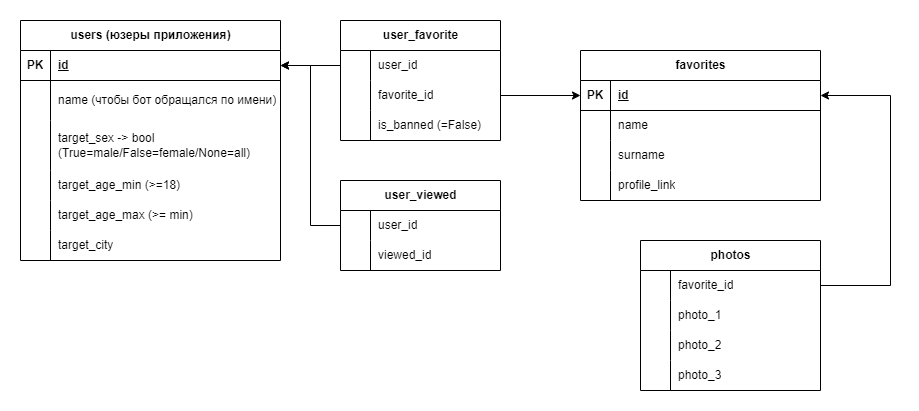 users (юзеры приложения)
PK id
name (чтобы бот обращался по имени)
target_sex -> bool
(True=male/False=female/None=all)
target_age_min (>=18)
target_age_max (>= min)
target_city
user_favorite
user_id
favorite_id
is_banned (=False)
user_viewed
user_id
viewed_id
favorites
PK id
name
surname
profile_link
photos
favorite_id
photo_1
photo_2
photo_3